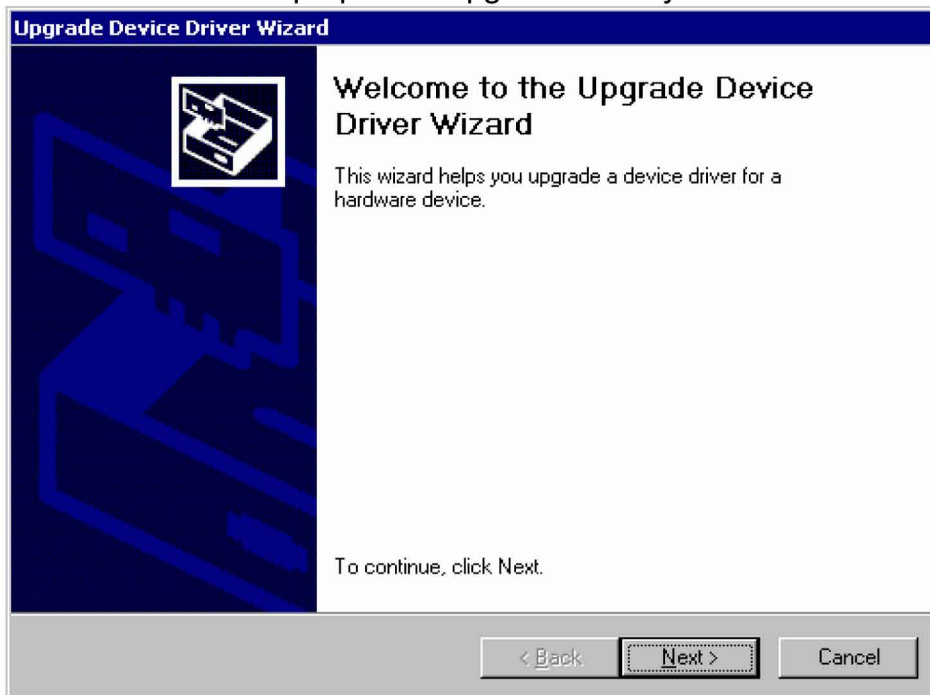 Upgrade Device Driver Wizard
Welcome to the Upgrade Device
Driver Wizard
This wizard helps you upgrade a device driver for a
hardware device.
To continue, click Next.
< Back
Next >
Cancel